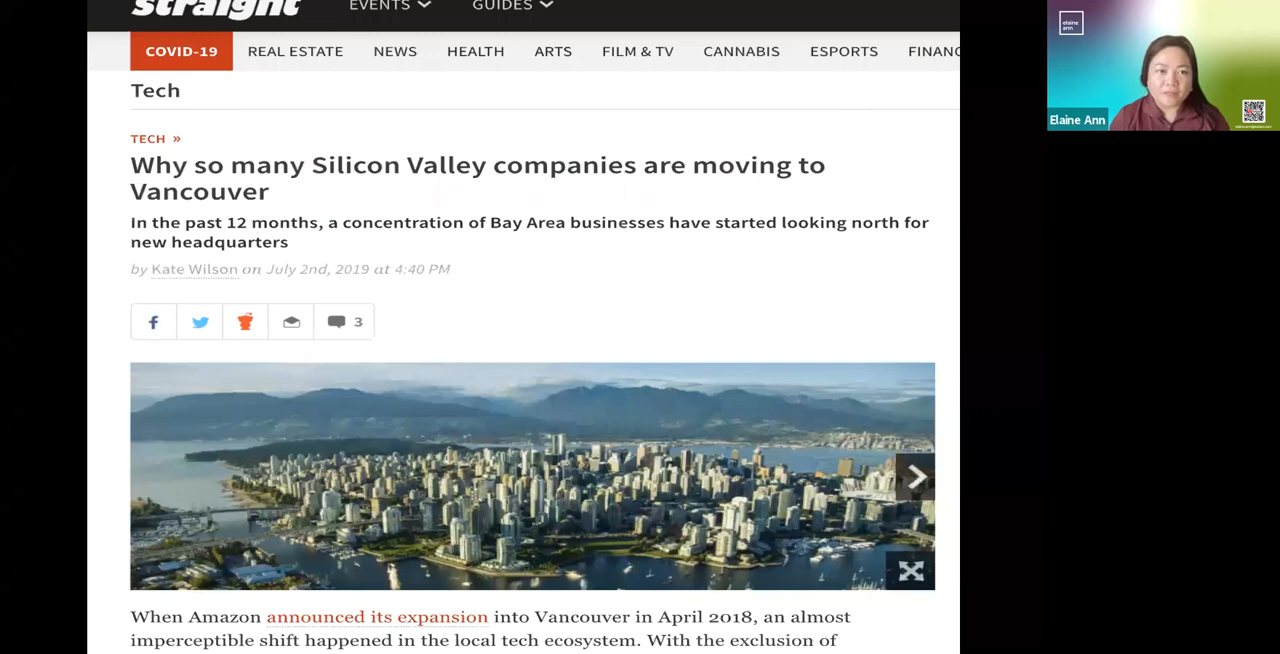 straight
EVENTS
GUIDES
COVID-19 REAL ESTATE NEWS HEALTH ARTS FILM & TV CANNABIS ESPORTS FINANC
Tech
TECH »
Why so many Silicon Valley companies are moving to
Vancouver
In the past 12 months, a concentration of Bay Area businesses have started looking north for
new headquarters
by Kate Wilson on July 2nd, 2019 at 4:40 PM
3
When Amazon announced its expansion into Vancouver in April 2018, an almost
imperceptible shift happened in the local tech ecosystem. With the exclusion of
elaine
ann
Elaine Ann